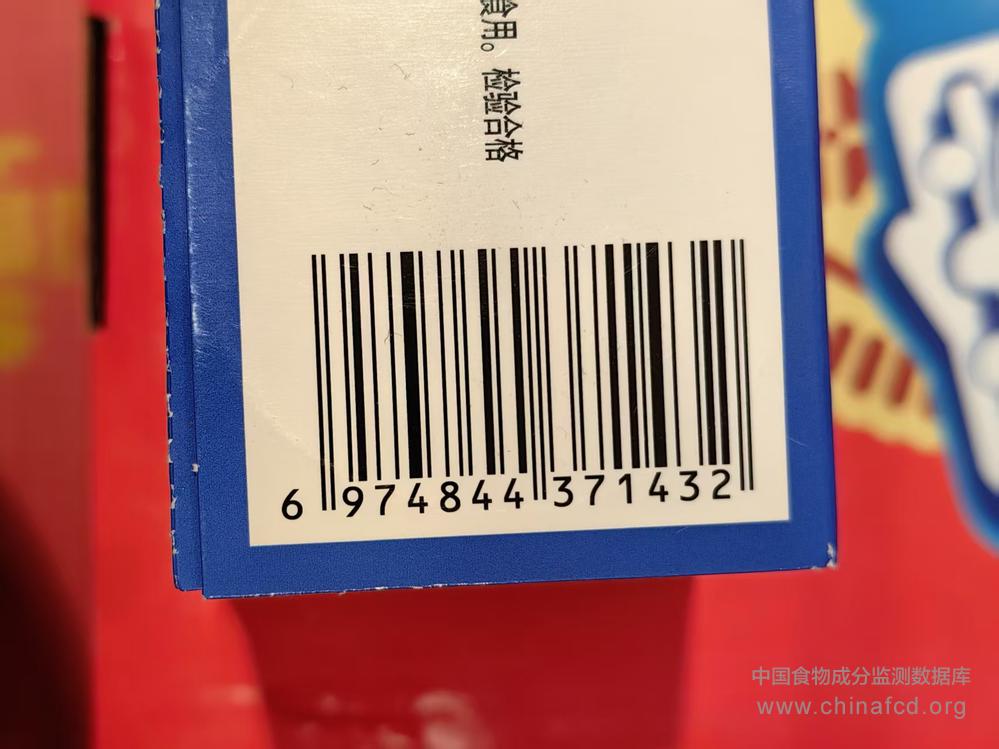 食用。检验合格
6 974844 371432
中国食物成分监测数据库
www.chinafcd.org